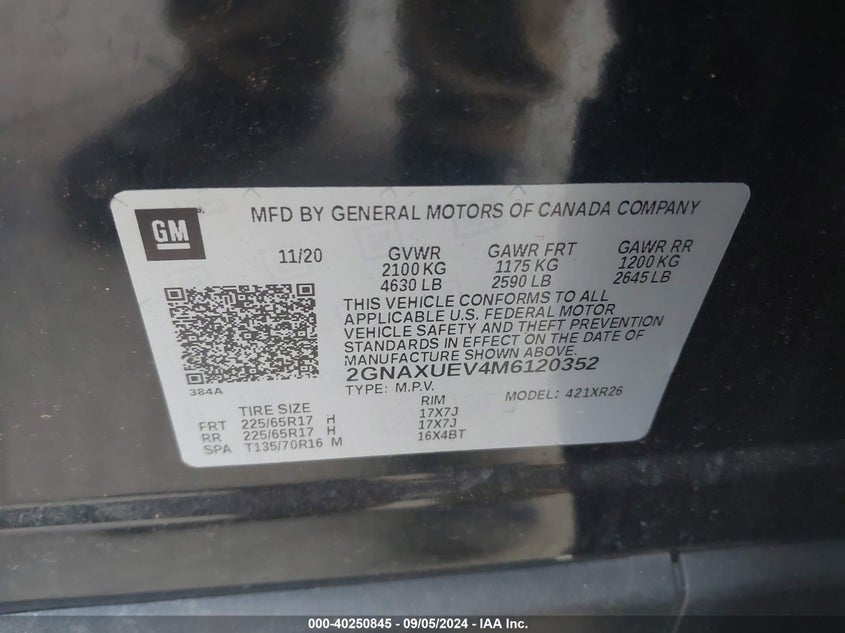 GM
MFD BY GENERAL MOTORS OF CANADA COMPANY
11/20 GVWR GAWR FRT GAWR RR
2100 KG 1175 KG 1200 KG
4630 LB 2590 LB 2645 LB
THIS VEHICLE CONFORMS TO ALL
APPLICABLE U.S. FEDERAL MOTOR
VEHICLE SAFETY AND THEFT PREVENTION
STANDARDS IN EFFECT ON THE DATE OF
MANUFACTURE SHOWN ABOVE.
2GNAXUEV4M6120352
384A
TYPE: M.P.V. MODEL: 421XR26
TIRE SIZE RIM
FRT 225/65R17 H 17X7J
RR 225/65R17 H 17X7J
SPA T135/70R16 M 16X4BT
000-40250845 - 09/05/2024 - IAA Inc.